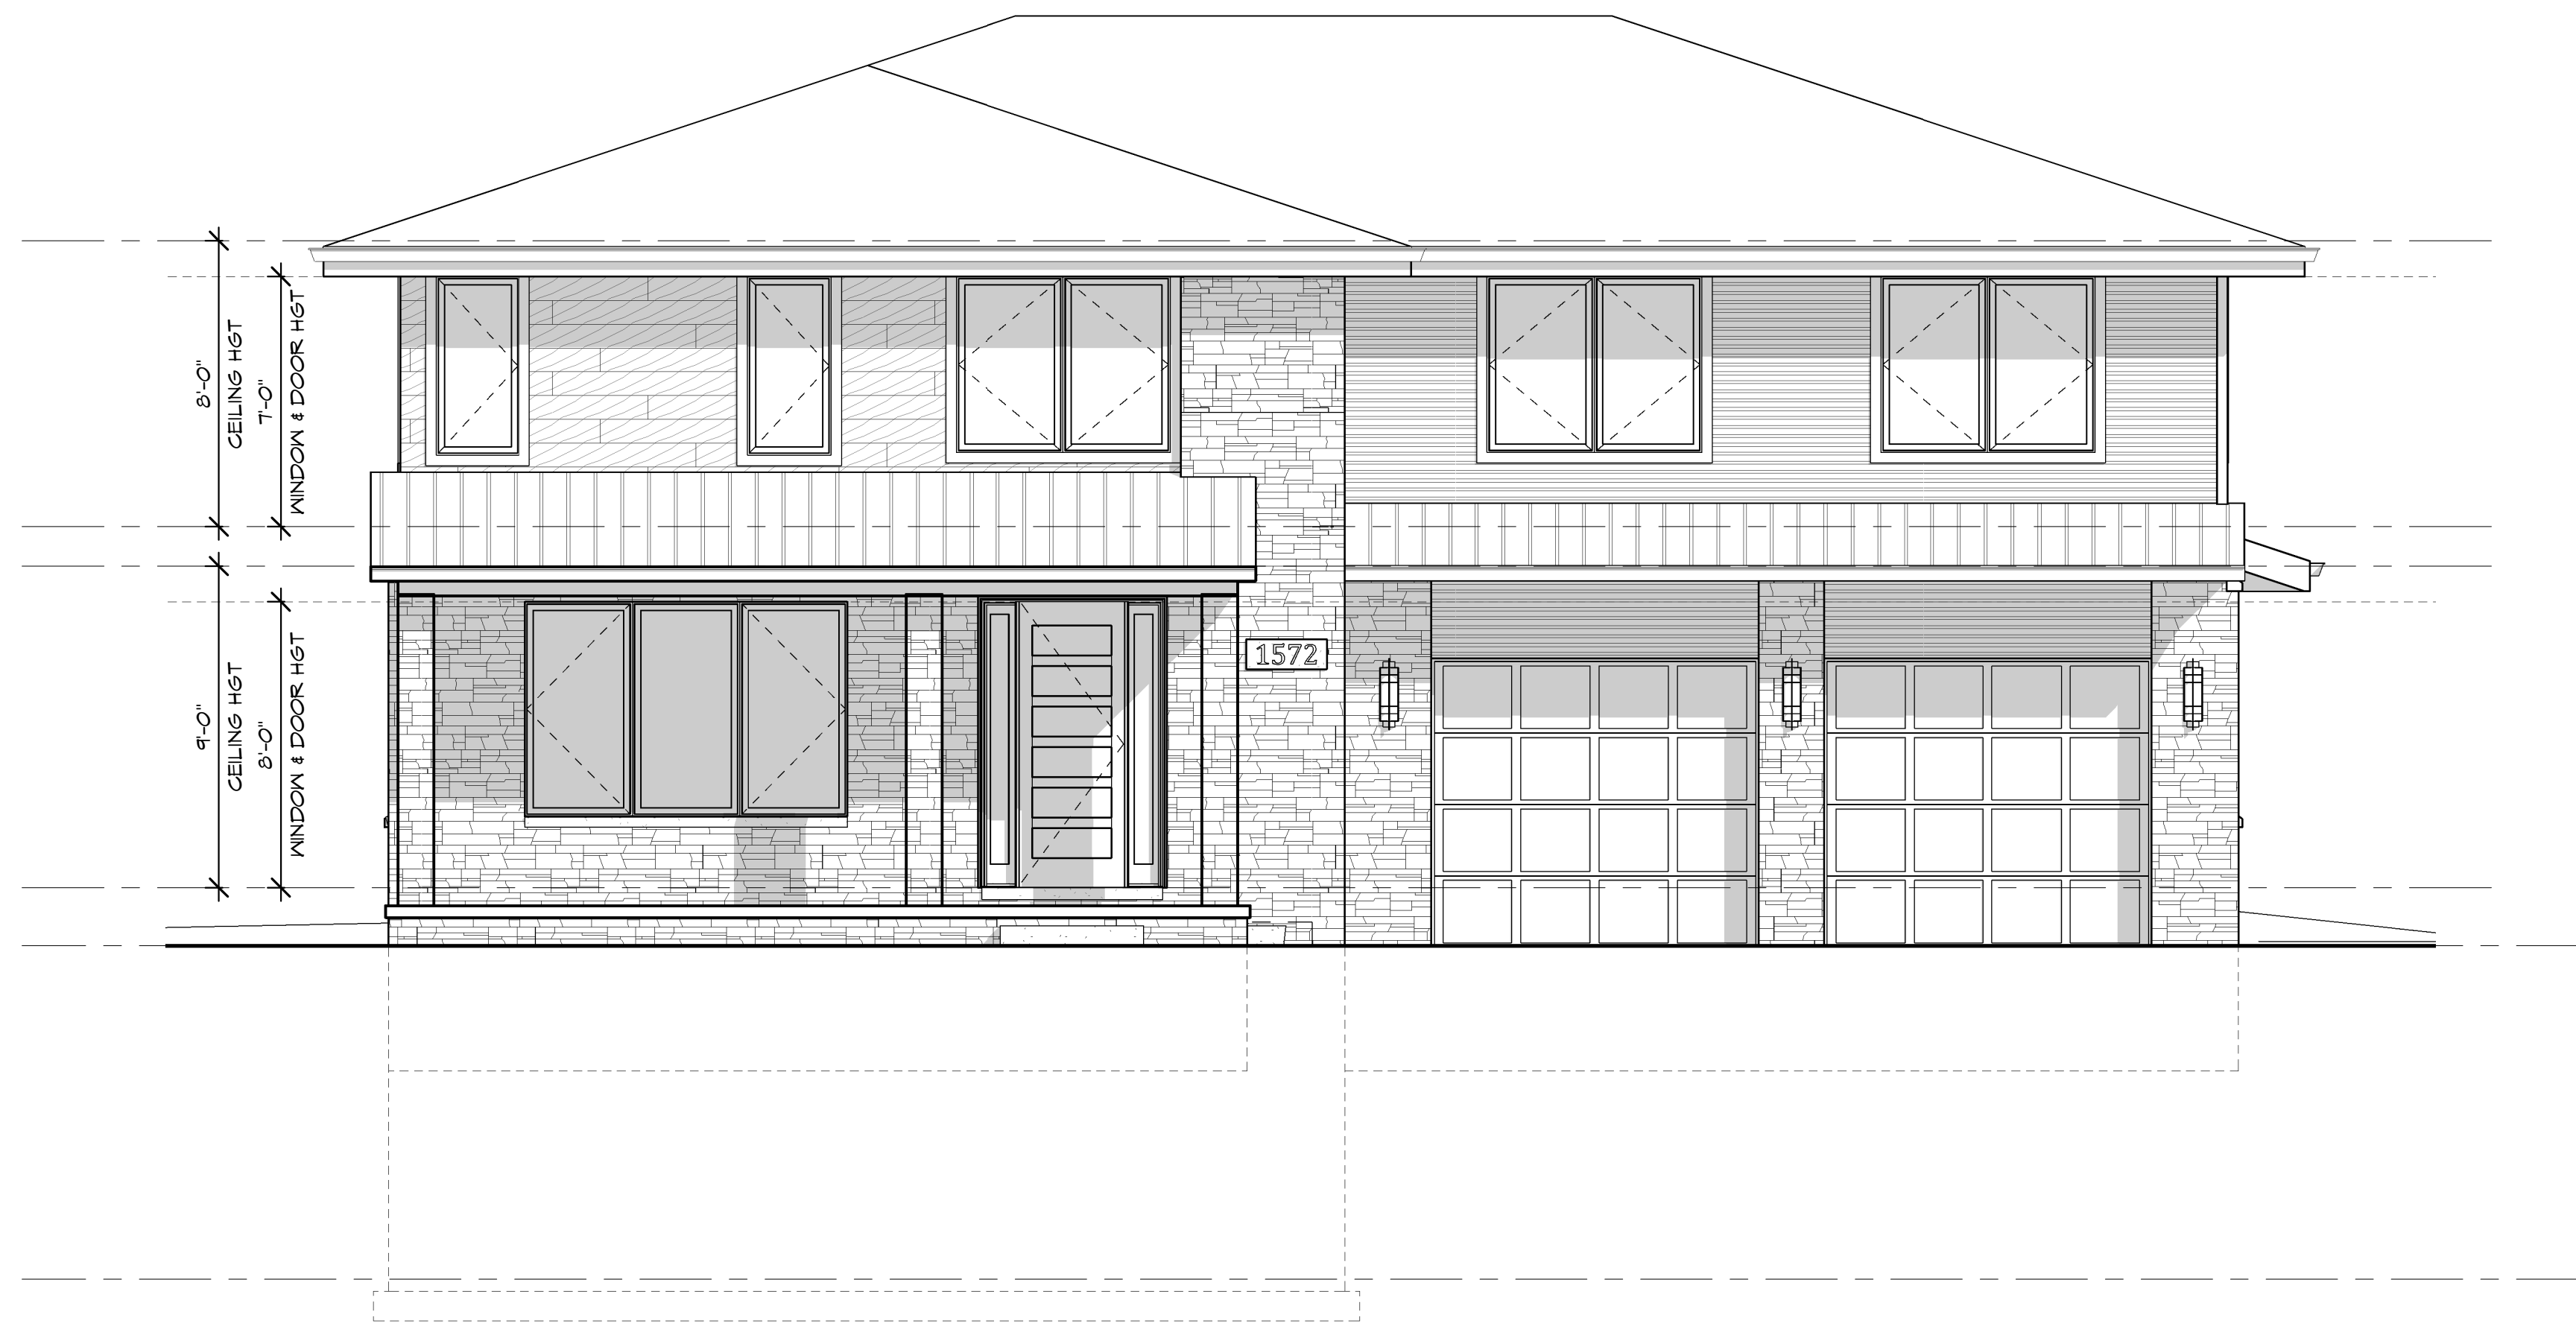 8'-0"
CEILING HGT
7'-0"
WINDOW & DOOR HGT
9'-0"
CEILING HGT
8'-0"
WINDOW & DOOR HGT
1572